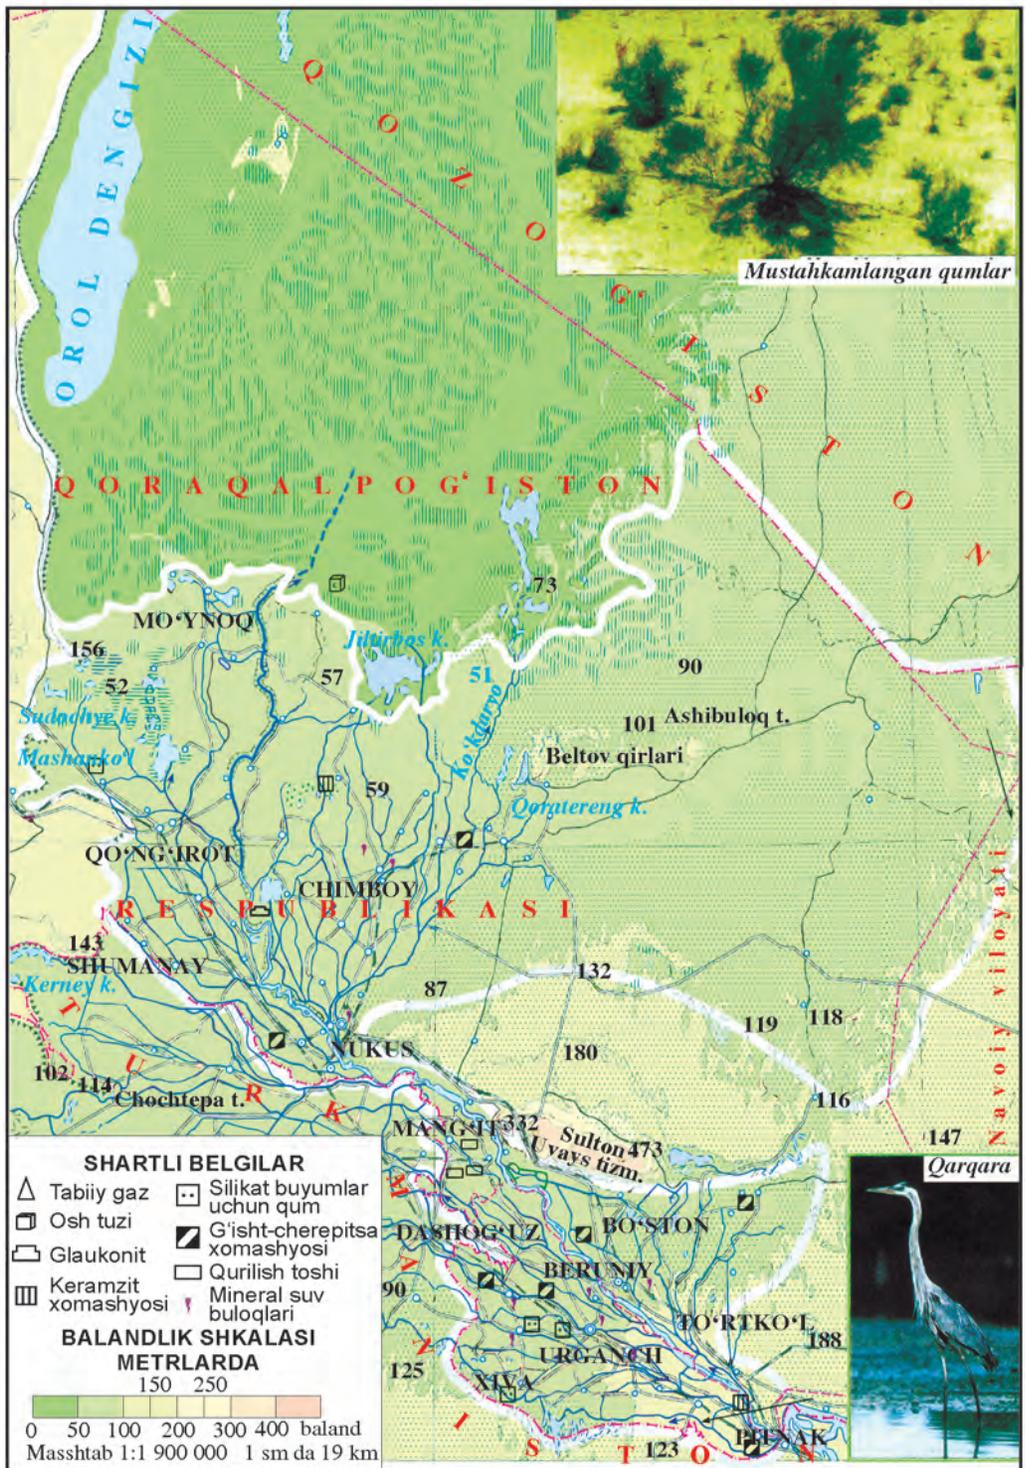 OROL DENGIZI
QOZOG‘ISTON
Mustahkamlangan qumlar
QORAQALPOG‘ISTON
73
MO‘YNOQ
Jiltirbos k.
156
52
57
51
90
Sudochye k.
Ko‘kdaryo
101 Ashibuloq t.
Mashanko‘l
Beltov qirlari
59
Qoratereng k.
QO‘NG‘IROT
CHIMBOY
RESPUBLIKASI
Navoiy viloyati
143
SHUMANAY
Kerney k.
132
87
119
118
NUKUS
180
102
114
Chochtepa t.
116
TURKMANISTON
MANG‘IT
332
Sulton
Uvays tizm.
473
147
Qarqara
DASHOG‘UZ
BO‘STON
BERUNIY
90
TO‘RTKO‘L
188
125
URGANCH
XIVA
PITNAK
123
SHARTLI BELGILAR
Tabiiy gaz
Osh tuzi
Glaukonit
Keramzit
xomashyosi
Silikat buyumlar
uchun qum
G‘isht-cherepitsa
xomashyosi
Qurilish toshi
Mineral suv
buloqlari
BALANDLIK SHKALASI
METRLARDA
150 250
0 50 100 200 300 400 baland
Masshtab 1:1 900 000 1 sm da 19 km